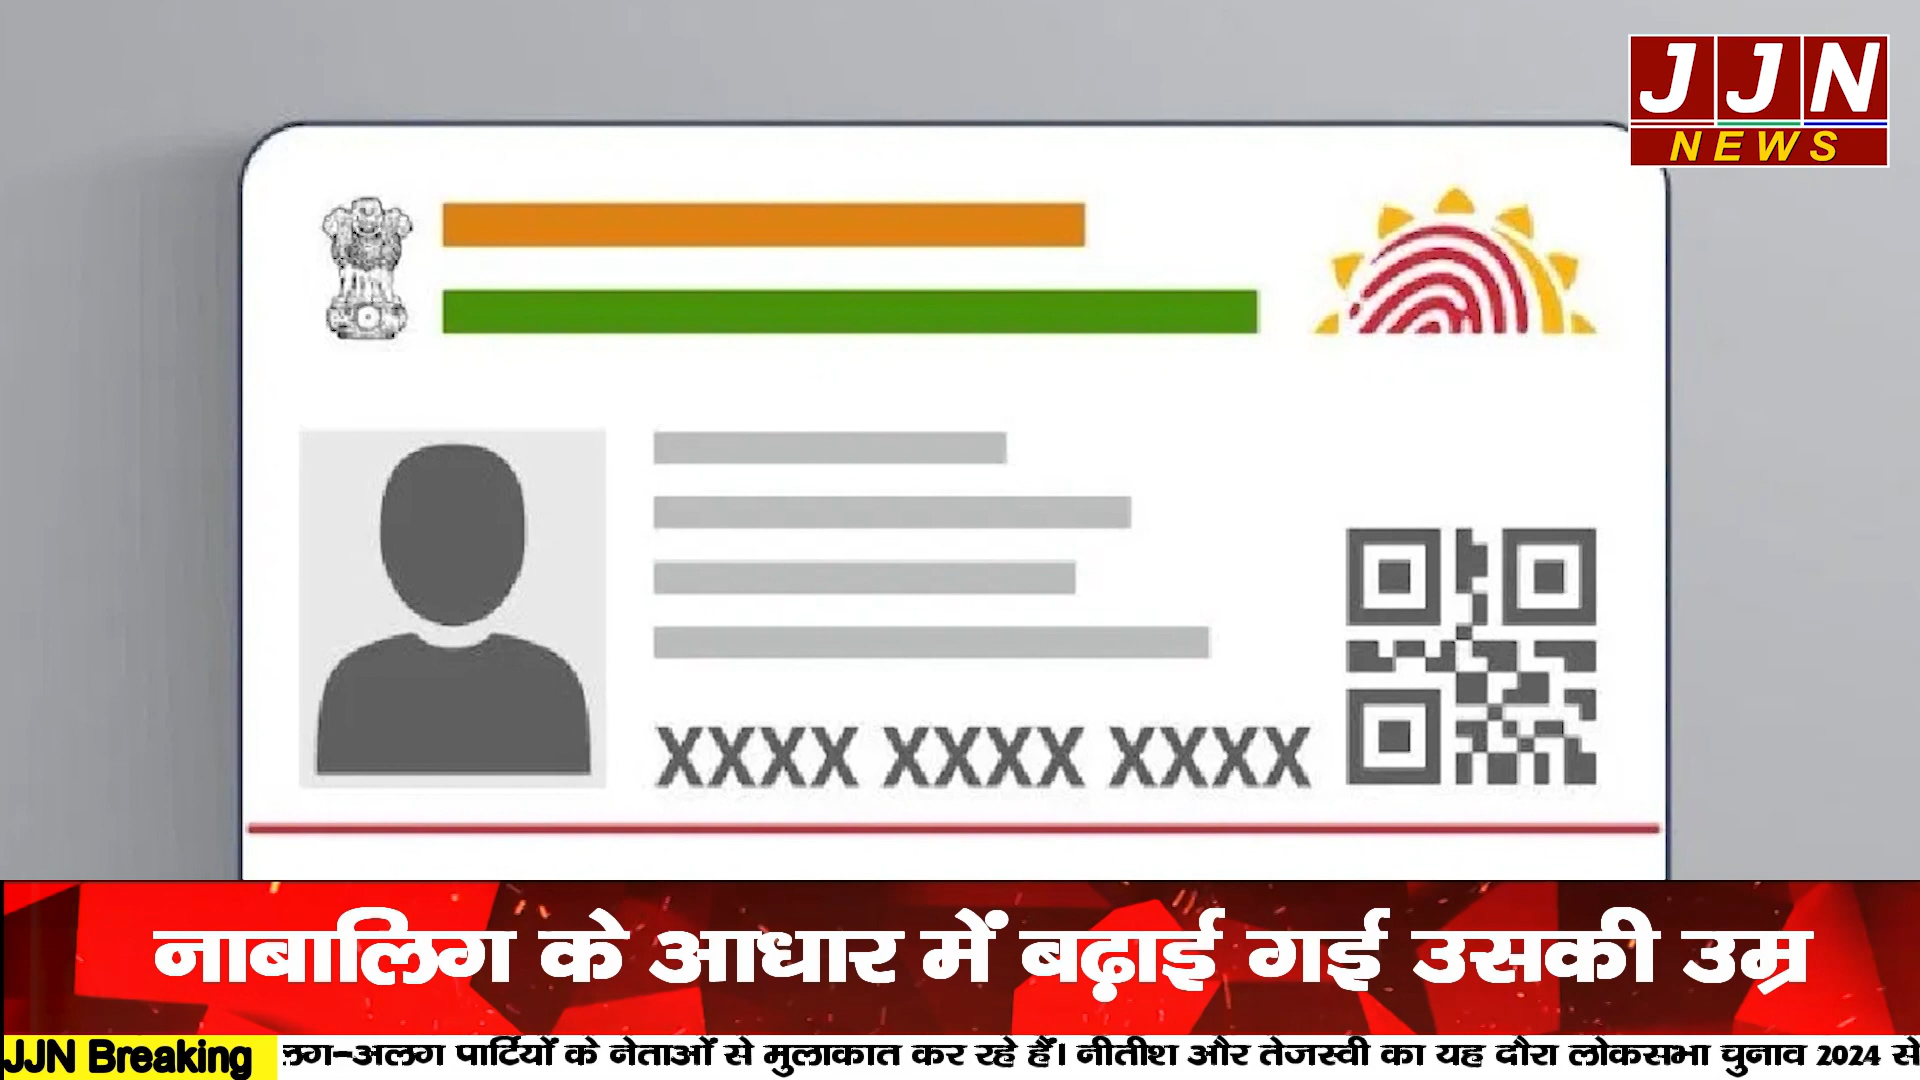 JJN
NEWS
XXXX XXXX XXXX
नाबालिग के आधार में बढ़ाई गई उसकी उम्र
JJN Breaking
पार्टियों के नेताओं से मुलाकात कर रहे हैं। नीतीश और तेजस्वी का यह दौरा लोकसभा चुनाव 2024 से